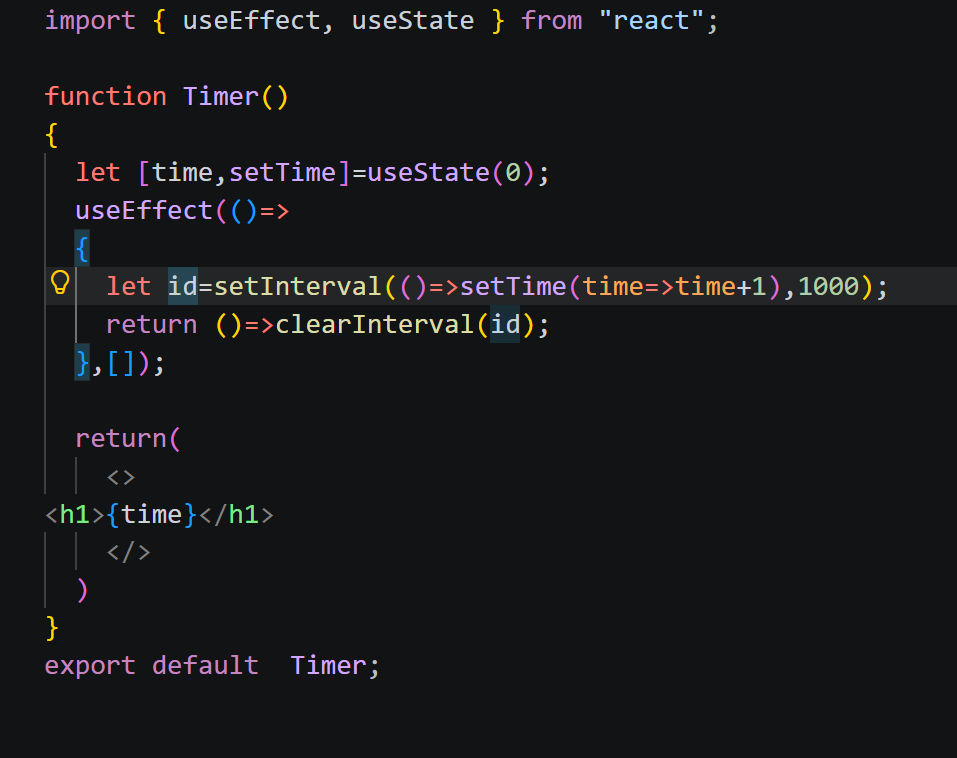 import { useEffect, useState } from "react";
function Timer()
{
let [time,setTime]=useState(0);
useEffect(()=>
{
let id=setInterval(()=>setTime(time=>time+1),1000);
return ()=>clearInterval(id);
},[]);
return(
<>
<h1>{time}</h1>
</>
)
}
export default  Timer;